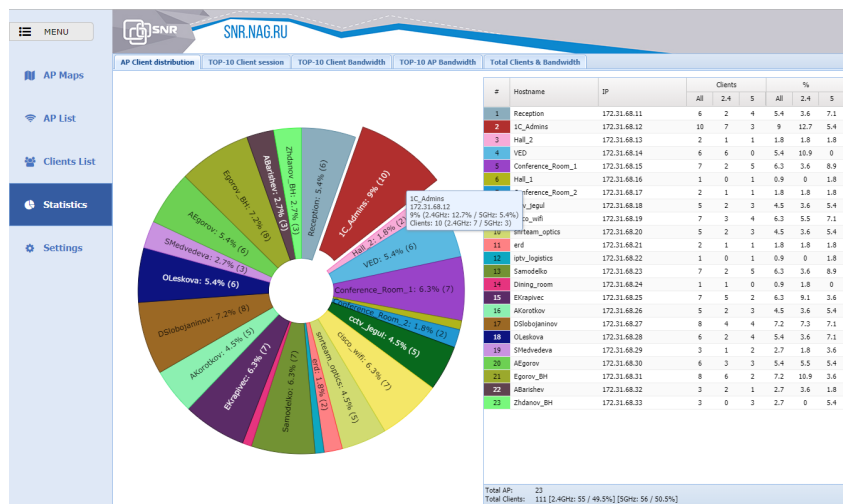 MENU
SNR
SNR.NAG.RU
AP Maps
AP List
Clients List
Statistics
Settings
AP Client distribution TOP-10 Client session TOP-10 Client Bandwidth TOP-10 AP Bandwidth Total Clients & Bandwidth
Reception: 5.4% (6)
1C_Admins: 9% (10)
Hall_2: 1.8% (2)
VED: 5.4% (6)
Conference_Room_1: 6.3% (7)
Conference_Room_2: 1.8% (2)
cctv_Jegul: 4.5% (5)
cisco_wifi: 6.3% (7)
snrteam_optics: 4.5% (5)
erd: 1.8% (2)
Samodelko: 6.3% (7)
EKrapivec: 6.3% (7)
AKorotkov: 4.5% (5)
DSlobojaninov: 7.2% (8)
OLeskova: 5.4% (6)
SMedvedeva: 2.7% (3)
AEgorov: 5.4% (6)
Egorov_BH: 7.2% (8)
ABarishev: 2.7% (3)
Zhdanov_BH: 2.7% (3)
1C_Admins
172.31.68.12
9% (2.4GHz: 12.7% / 5GHz: 5.4%)
Clients: 10 (2.4GHz: 7 / 5GHz: 3)
# Hostname IP Clients %
All 2.4 5 All 2.4 5
1 Reception 172.31.68.11 6 2 4 5.4 3.6 7.1
2 1C_Admins 172.31.68.12 10 7 3 9 12.7 5.4
3 Hall_2 172.31.68.13 2 1 1 1.8 1.8 1.8
4 VED 172.31.68.14 6 6 0 5.4 10.9 0
5 Conference_Room_1 172.31.68.15 7 2 5 6.3 3.6 8.9
6 Hall_1 172.31.68.16 1 0 1 0.9 0 1.8
Conference_Room_2 172.31.68.17 2 1 1 1.8 1.8 1.8
172.31.68.18 5 2 3 4.5 3.6 5.4
172.31.68.19 7 3 4 6.3 5.5 7.1
10 snrteam_optics 172.31.68.20 5 2 3 4.5 3.6 5.4
11 erd 172.31.68.21 2 1 1 1.8 1.8 1.8
12 iptv_logistics 172.31.68.22 1 0 1 0.9 0 1.8
13 Samodelko 172.31.68.23 7 2 5 6.3 3.6 8.9
14 Dining_room 172.31.68.24 1 1 0 0.9 1.8 0
15 EKrapivec 172.31.68.25 7 5 2 6.3 9.1 3.6
16 AKorotkov 172.31.68.26 5 2 3 4.5 3.6 5.4
17 DSlobojaninov 172.31.68.27 8 4 4 7.2 7.3 7.1
18 OLeskova 172.31.68.28 6 2 4 5.4 3.6 7.1
19 SMedvedeva 172.31.68.29 3 1 2 2.7 1.8 3.6
20 AEgorov 172.31.68.30 6 3 3 5.4 5.5 5.4
21 Egorov_BH 172.31.68.31 8 6 2 7.2 10.9 3.6
22 ABarishev 172.31.68.32 3 2 1 2.7 3.6 1.8
23 Zhdanov_BH 172.31.68.33 3 0 3 2.7 0 5.4
Total AP: 23
Total Clients: 111 [2.4GHz: 55 / 49.5%] [5GHz: 56 / 50.5%]